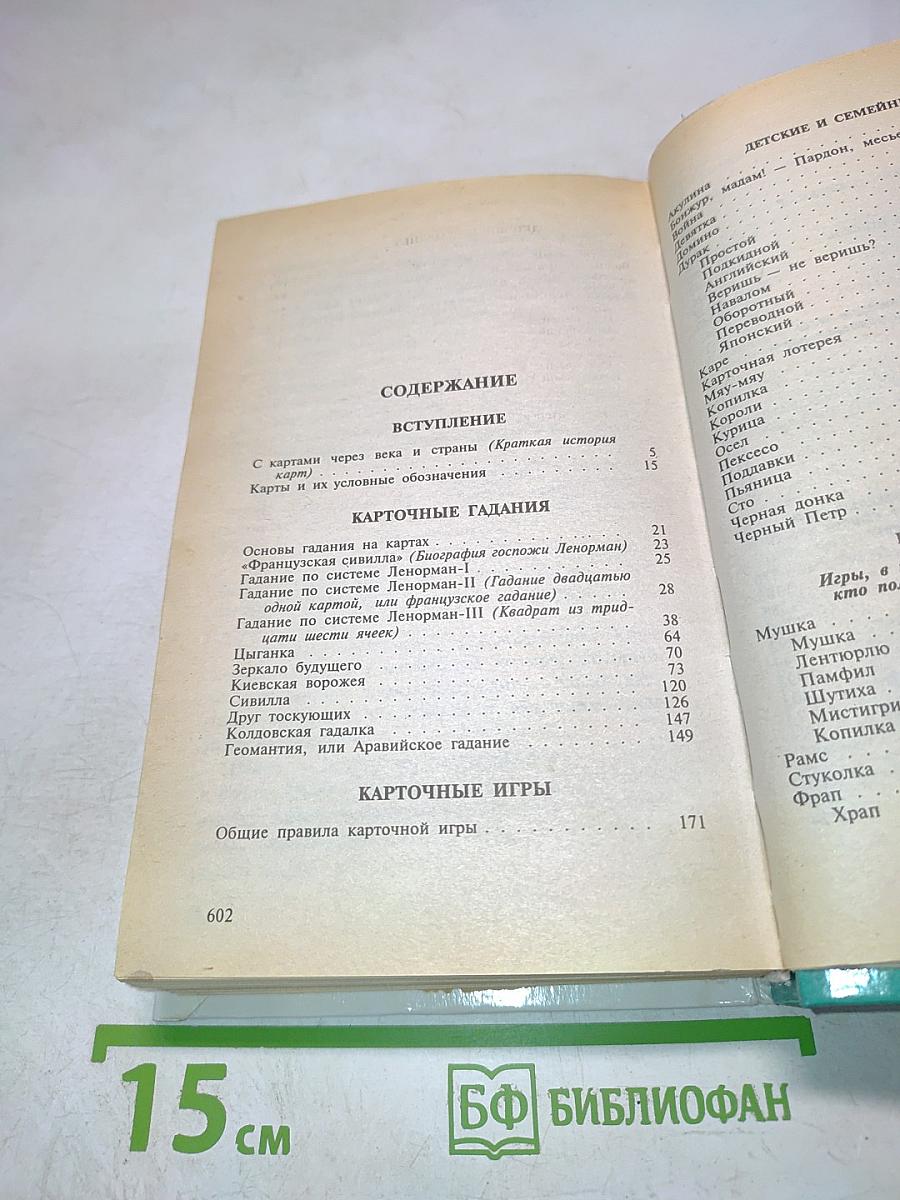 СОДЕРЖАНИЕ
ВСТУПЛЕНИЕ
С картами через века и страны (Краткая история
карт) . . . . . . . . . . . . . . . . 5
Карты и их условные обозначения . . . . . . . . 15
КАРТОЧНЫЕ ГАДАНИЯ
Основы гадания на картах . . . . . . . . . . . 21
«Французская сивилла» (Биография госпожи Ленорман) 23
Гадание по системе Ленорман-I . . . . . . . . . 25
Гадание по системе Ленорман-II (Гадание двадцатью
одной картой, или французское гадание) . . . . 28
Гадание по системе Ленорман-III (Квадрат из трид-
цати шести ячеек) . . . . . . . . . . . . 38
Цыганка . . . . . . . . . . . . . . . . 64
Зеркало будущего . . . . . . . . . . . . . 70
Киевская ворожея . . . . . . . . . . . . . 73
Сивилла . . . . . . . . . . . . . . . . 120
Друг тоскующих . . . . . . . . . . . . . . 126
Колдовская гадалка . . . . . . . . . . . . . 147
Геомантия, или Аравийское гадание . . . . . . . . 149
КАРТОЧНЫЕ ИГРЫ
Общие правила карточной игры . . . . . . . . . . 171
602
ДЕТСКИЕ И СЕМЕЙН
Акулина
Бонжур, мадам! — Пардон, месье
Война
Девятка
Домино
Дурак
Простой
Подкидной
Английский
Веришь — не веришь?
Навалом
Оборотный
Переводной
Японский
Каре
Карточная лотерея
Мяу-мяу
Копилка
Короли
Курица
Осел
Пексесо
Поддавки
Пьяница
Сто
Черная донка
Черный Петр
Игры, в
кто пол
Мушка
Мушка
Лентюрлю
Памфил
Шутиха
Мистигри
Копилка
Рамс
Стуколка
Фрап
Храп
15 см
БФ БИБЛИОФАН